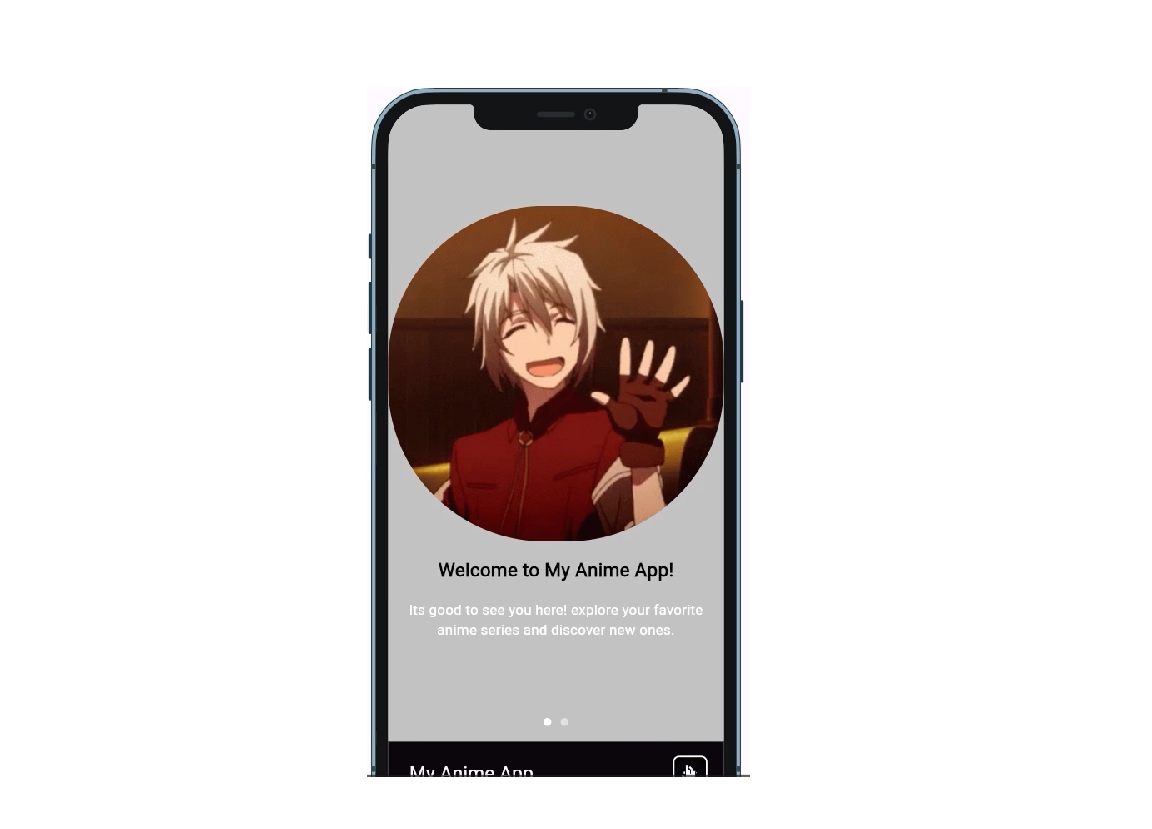 Welcome to My Anime App!
Its good to see you here! explore your favorite
anime series and discover new ones.
My Anime App